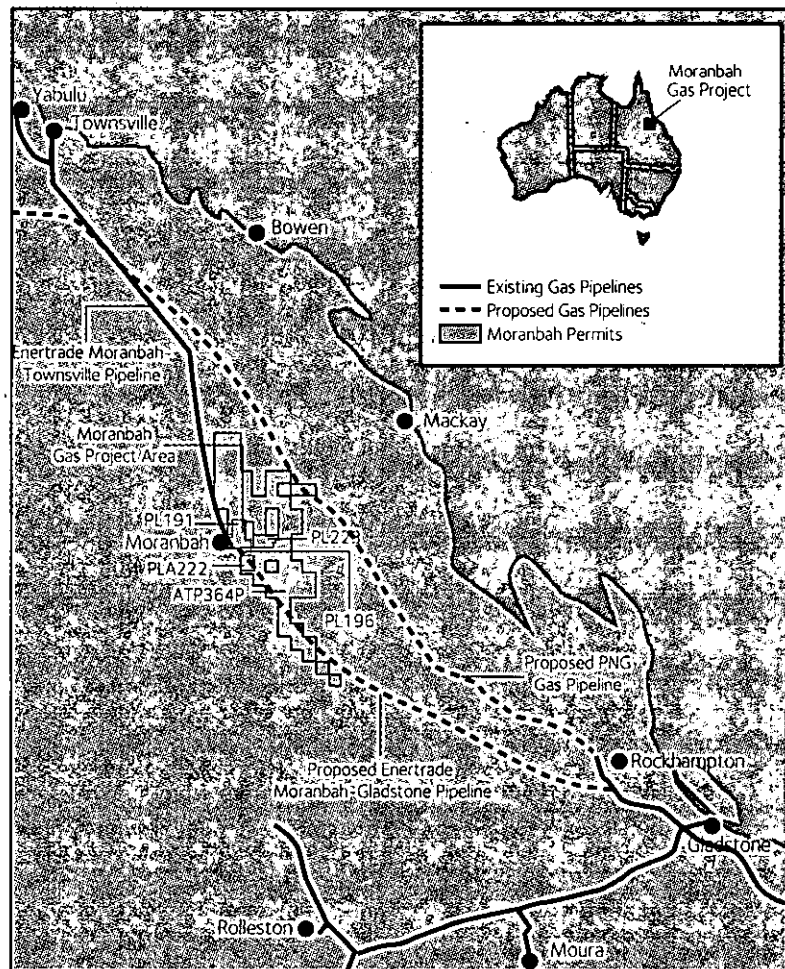 Yabulu
Townsville
Bowen
Moranbah
Gas Project
Existing Gas Pipelines
Proposed Gas Pipelines
Moranbah Permits
Enertrade Moranbah-
Townsville Pipeline
Mackay
Moranbah
Gas Project Area
PL191
PL223
Moranbah
PLA222
ATP364P
PL196
Proposed PNG
Gas Pipeline
Proposed Enertrade
Moranbah-Gladstone Pipeline
Rockhampton
Gladstone
Rolleston
Moura